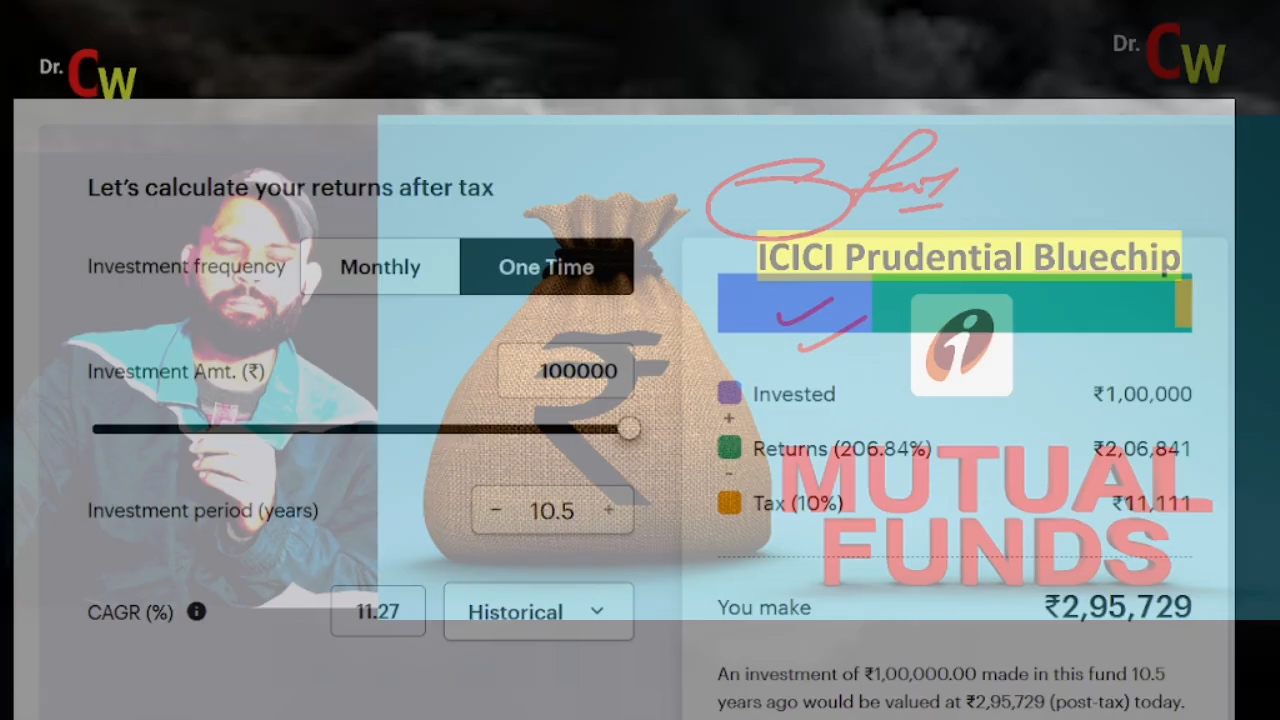 Dr. CW
Dr. CW
Let's calculate your returns after tax
Investment frequency Monthly One Time
Investment Amt. (₹) 100000
Investment period (years) − 10.5 +
CAGR (%) 11.27 Historical
ICICI Prudential Bluechip
Invested ₹1,00,000
+
Returns (206.84%) ₹2,06,841
-
Tax (10%) ₹11,111
MUTUAL
FUNDS
You make ₹2,95,729
An investment of ₹1,00,000.00 made in this fund 10.5
years ago would be valued at ₹2,95,729 (post-tax) today.